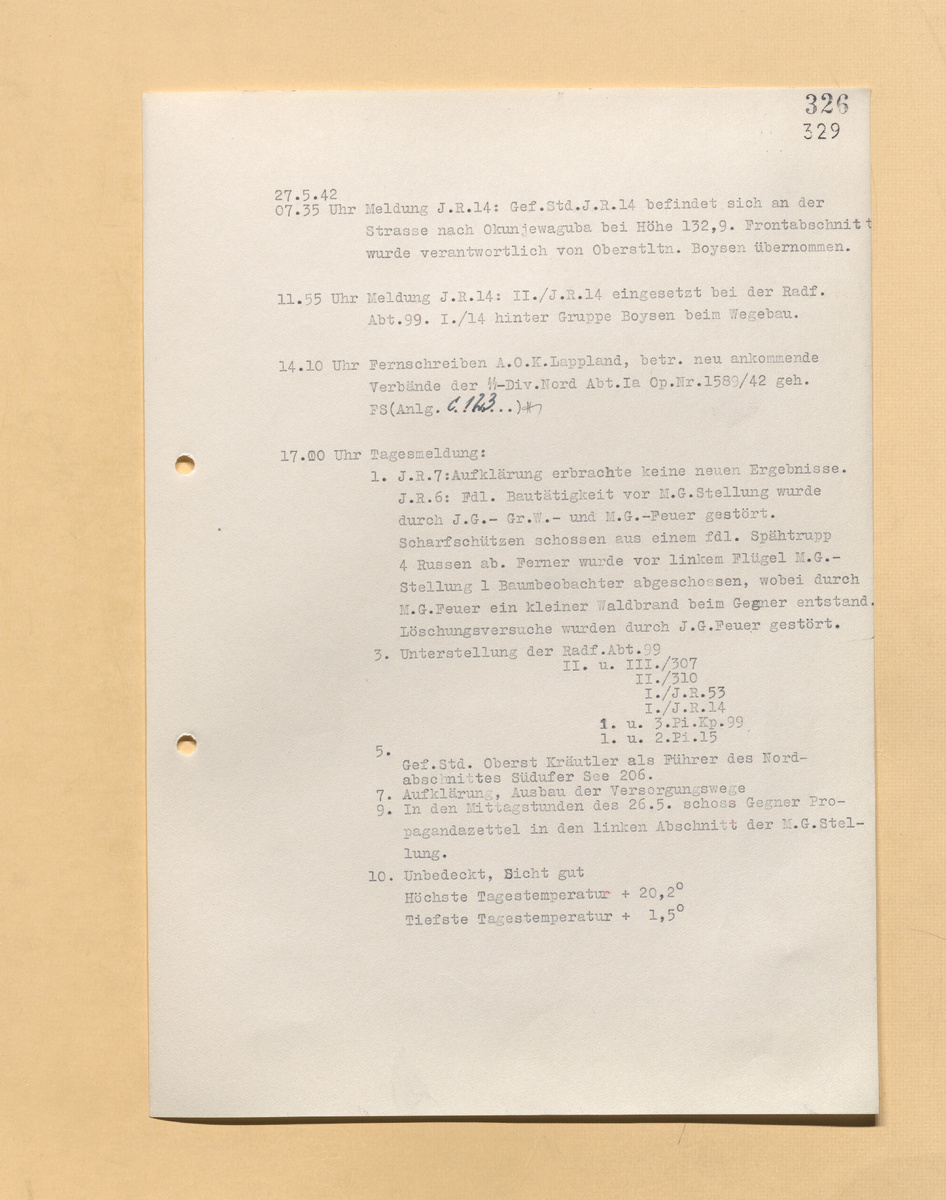 326
329
27.5.42
07.35 Uhr Meldung J.R.14: Gef.Std.J.R.14 befindet sich an der
Strasse nach Okunjewaguba bei Höhe 132,9. Frontabschnitt
wurde verantwortlich von Oberstltn. Boysen übernommen.
11.55 Uhr Meldung J.R.14: II./J.R.14 eingesetzt bei der Radf.
Abt.99. I./14 hinter Gruppe Boysen beim Wegebau.
14.10 Uhr Fernschreiben A.O.K.Lappland, betr. neu ankommende
Verbände der ᛋᛋ-Div.Nord Abt.Ia Op.Nr.1589/42 geh.
FS(Anlg. C.123...)
17.00 Uhr Tagesmeldung:
1. J.R.7:Aufklärung erbrachte keine neuen Ergebnisse.
J.R.6: Fdl. Bautätigkeit vor M.G.Stellung wurde
durch J.G.- Gr.W.- und M.G.-Feuer gestört.
Scharfschützen schossen aus einem fdl. Spähtrupp
4 Russen ab. Ferner wurde vor linkem Flügel M.G.-
Stellung 1 Baumbeobachter abgeschossen, wobei durch
M.G.Feuer ein kleiner Waldbrand beim Gegner entstand.
Löschungsversuche wurden durch J.G.Feuer gestört.
3. Unterstellung der Radf.Abt.99
II. u. III./307
II./310
I./J.R.53
I./J.R.14
1. u. 3.Pi.Kp.99
1. u. 2.Pi.15
5.
Gef.Std. Oberst Kräutler als Führer des Nord-
abschnittes Südufer See 206.
7. Aufklärung, Ausbau der Versorgungswege
9. In den Mittagstunden des 26.5. schoss Gegner Pro-
pagandazettel in den linken Abschnitt der M.G.Stel-
lung.
10. Unbedeckt, Sicht gut
Höchste Tagestemperatur + 20,2°
Tiefste Tagestemperatur + 1,5°